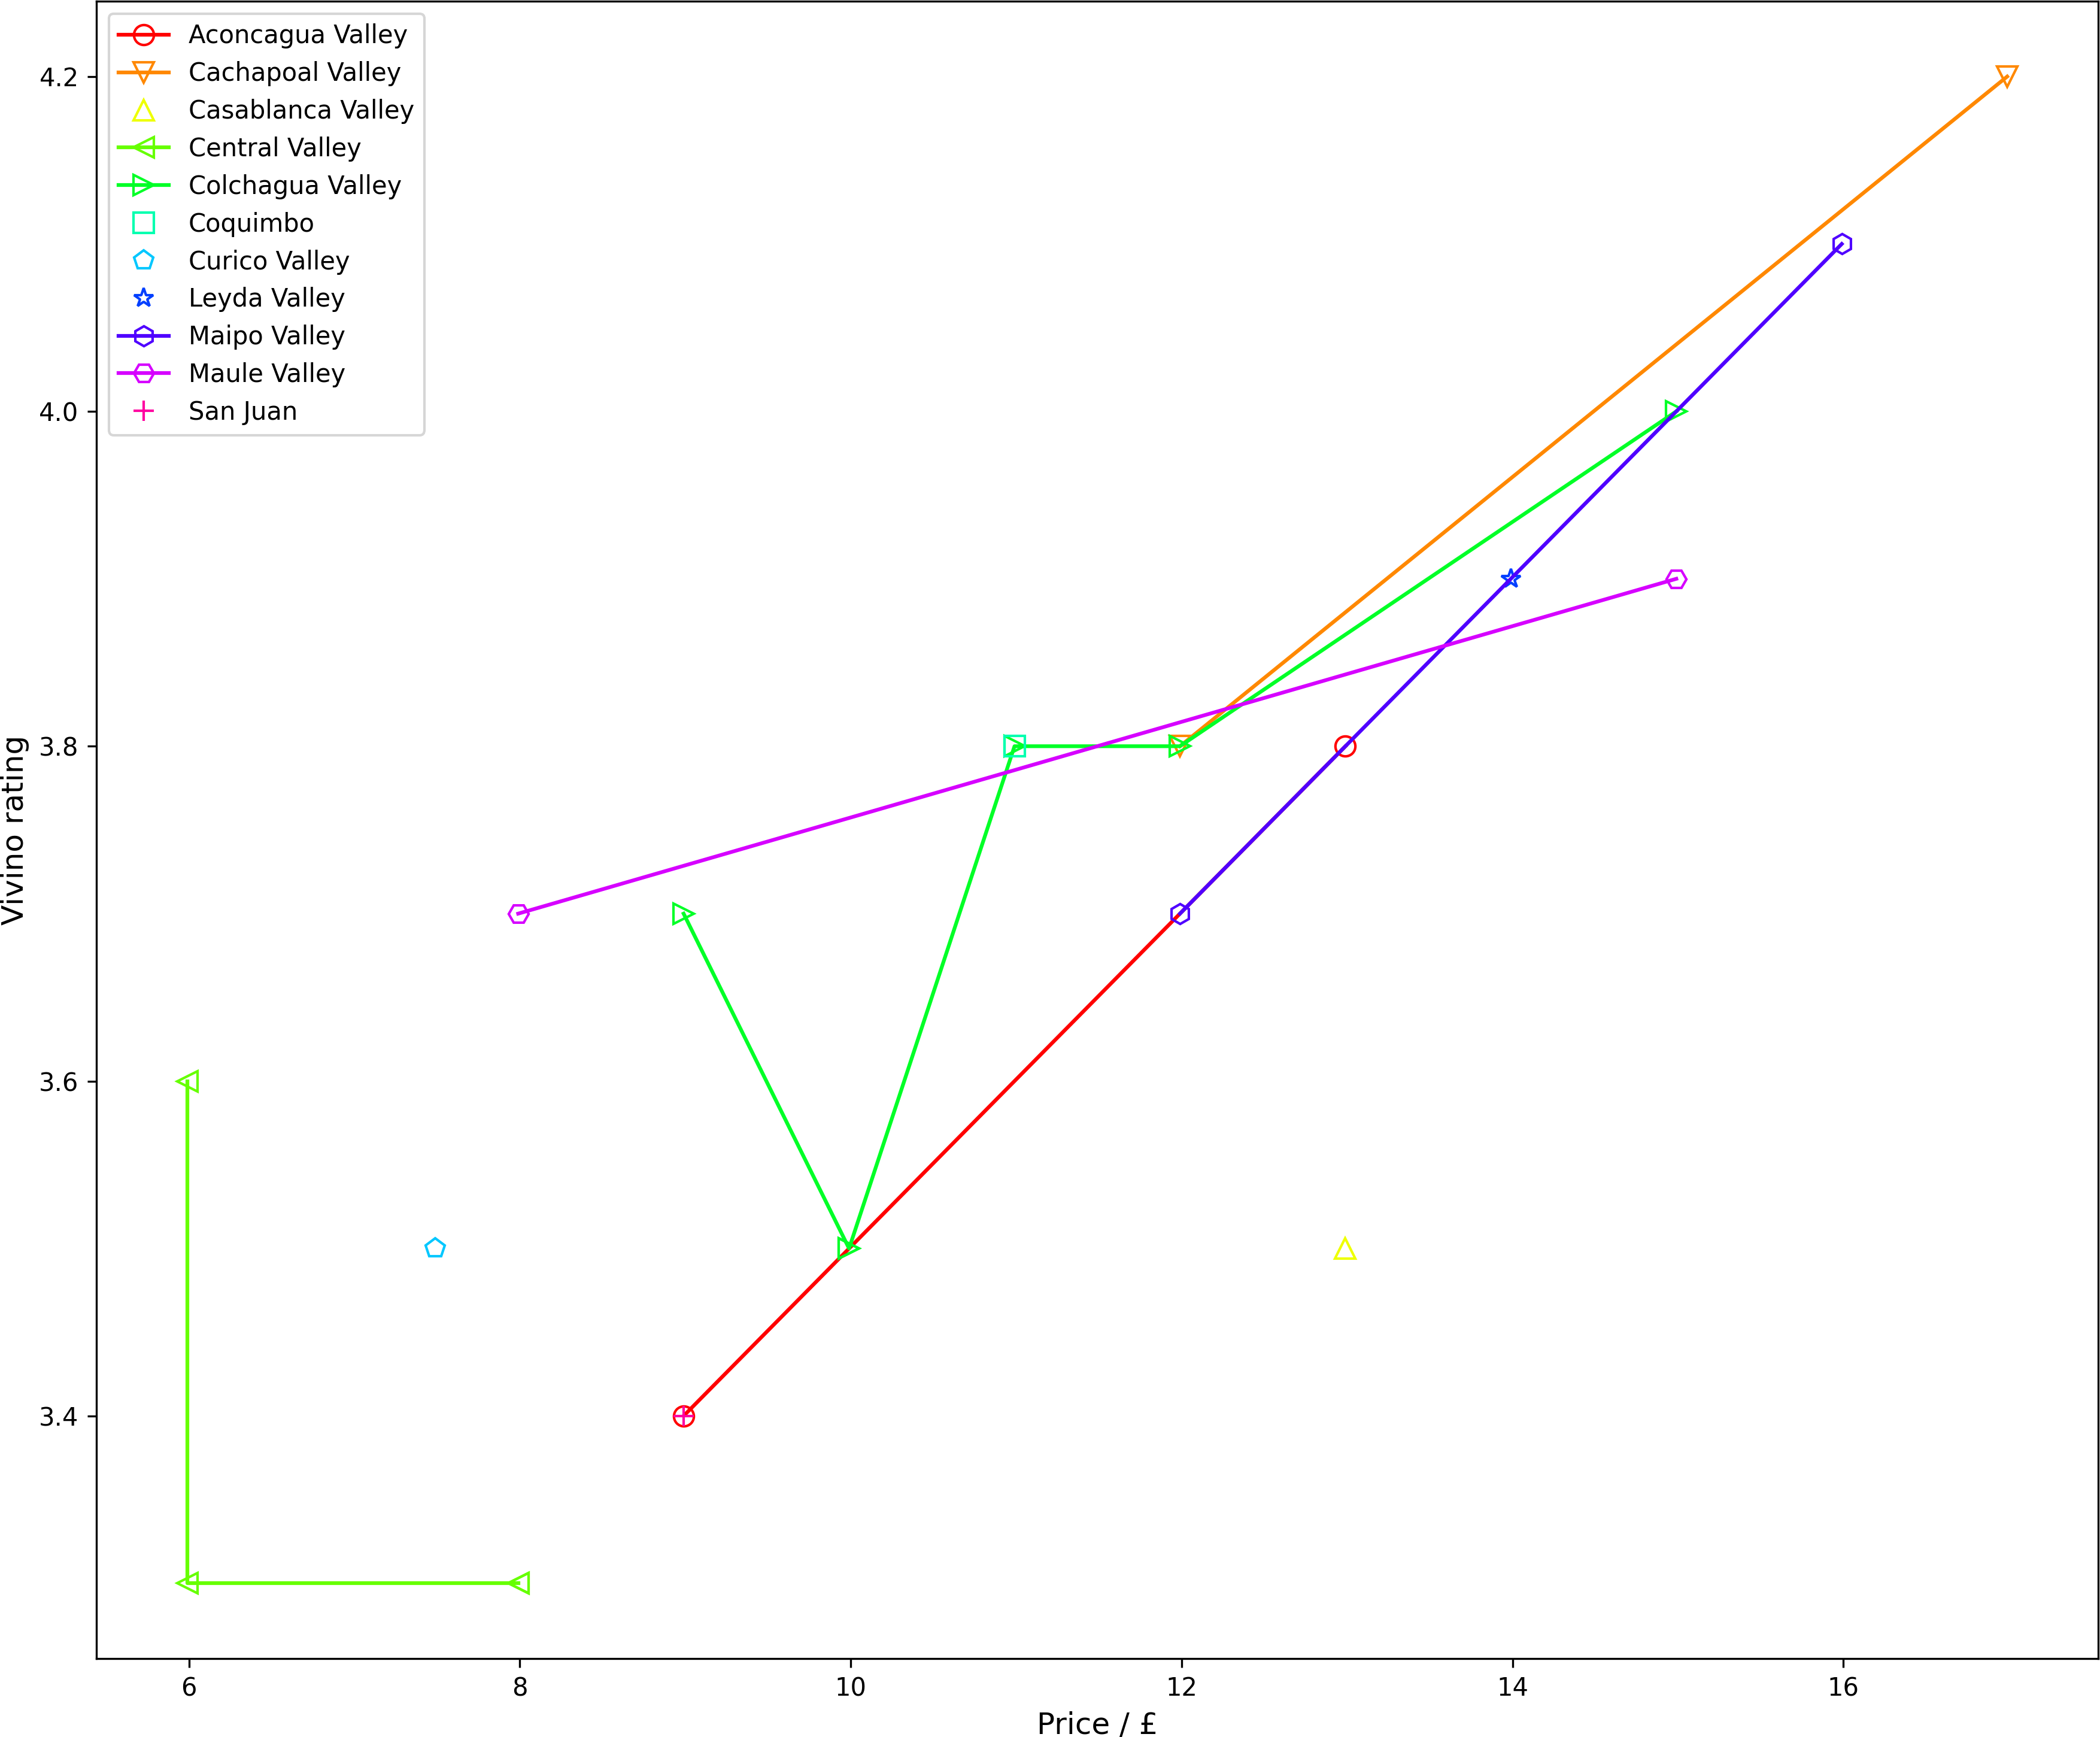 Aconcagua Valley
Cachapoal Valley
Casablanca Valley
Central Valley
Colchagua Valley
Coquimbo
Curico Valley
Leyda Valley
Maipo Valley
Maule Valley
San Juan
4.2
4.0
3.8
3.6
3.4
Vivino rating
6 8 10 12 14 16
Price / £